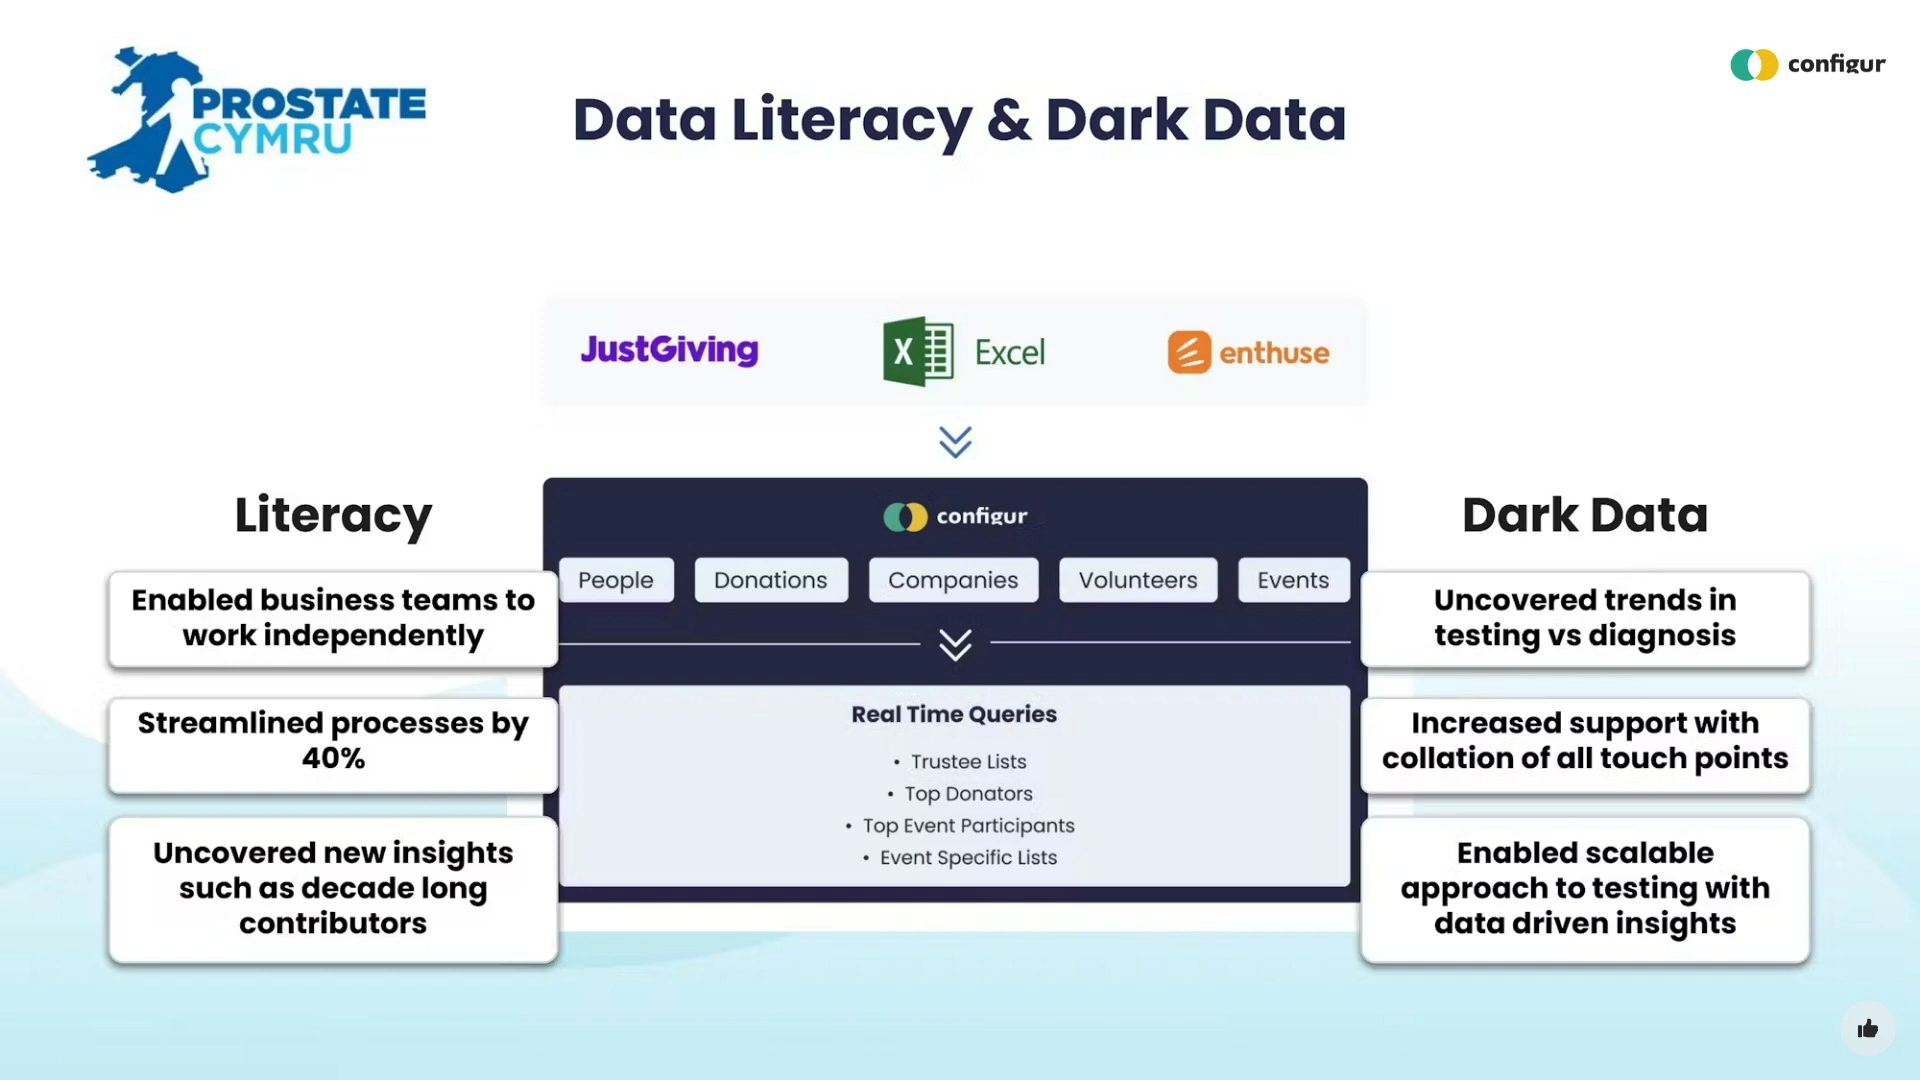 PROSTATE
CYMRU
Data Literacy & Dark Data
configur
JustGiving
X Excel
enthuse
Literacy
Enabled business teams to
work independently
Streamlined processes by
40%
Uncovered new insights
such as decade long
contributors
configur
People
Donations
Companies
Volunteers
Events
Real Time Queries
• Trustee Lists
• Top Donators
• Top Event Participants
• Event Specific Lists
Dark Data
Uncovered trends in
testing vs diagnosis
Increased support with
collation of all touch points
Enabled scalable
approach to testing with
data driven insights